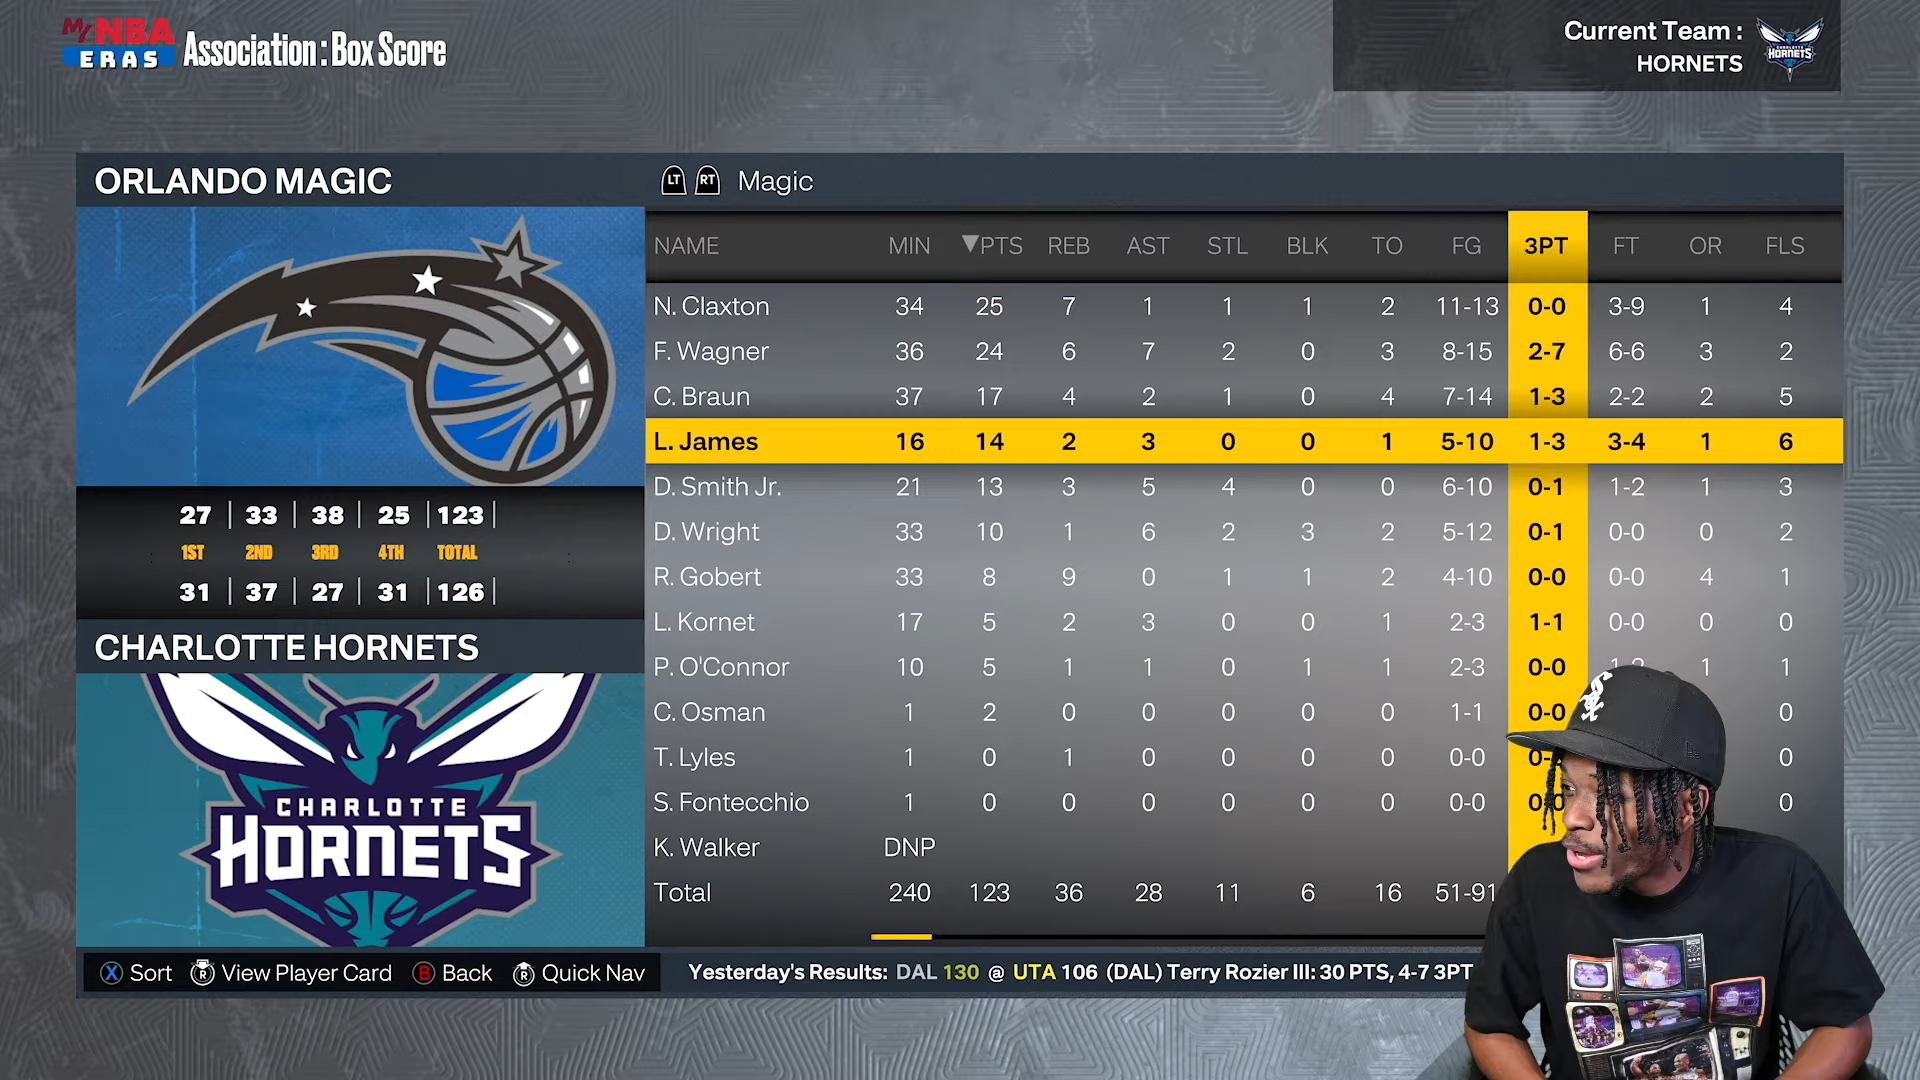 My NBA ERAS Association : Box Score
Current Team :
HORNETS
CHARLOTTE HORNETS
ORLANDO MAGIC
LT RT Magic
NAME MIN ▼PTS REB AST STL BLK TO FG 3PT FT OR FLS
N. Claxton 34 25 7 1 1 1 2 11-13 0-0 3-9 1 4
F. Wagner 36 24 6 7 2 0 3 8-15 2-7 6-6 3 2
C. Braun 37 17 4 2 1 0 4 7-14 1-3 2-2 2 5
L. James 16 14 2 3 0 0 1 5-10 1-3 3-4 1 6
D. Smith Jr. 21 13 3 5 4 0 0 6-10 0-1 1-2 1 3
D. Wright 33 10 1 6 2 3 2 5-12 0-1 0-0 0 2
R. Gobert 33 8 9 0 1 1 2 4-10 0-0 0-0 4 1
L. Kornet 17 5 2 3 0 0 1 2-3 1-1 0-0 0 0
P. O'Connor 10 5 1 1 0 1 1 2-3 0-0 1-2 1 1
C. Osman 1 2 0 0 0 0 0 1-1 0-0 0
T. Lyles 1 0 1 0 0 0 0 0-0 0
S. Fontecchio 1 0 0 0 0 0 0 0-0 0-0 0
K. Walker DNP
Total 240 123 36 28 11 6 16 51-91
27 | 33 | 38 | 25 | 123 |
1ST 2ND 3RD 4TH TOTAL
31 | 37 | 27 | 31 | 126 |
CHARLOTTE HORNETS
CHARLOTTE
HORNETS
X Sort R View Player Card B Back R Quick Nav
Yesterday's Results: DAL 130 @ UTA 106 (DAL) Terry Rozier III: 30 PTS, 4-7 3PT
Sox